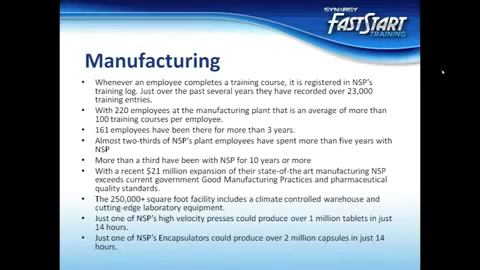 SYNERGY
FASTSTART
TRAINING
Manufacturing
• Whenever an employee completes a training course, it is registered in NSP's
training log. Just over the past several years they have recorded over 23,000
training entries.
• With 220 employees at the manufacturing plant that is an average of more than
100 training courses per employee.
• 161 employees have been there for more than 3 years.
• Almost two-thirds of NSP's plant employees have spent more than five years with
NSP
• More than a third have been with NSP for 10 years or more
• With a recent $21 million expansion of their state-of-the art manufacturing NSP
exceeds current government Good Manufacturing Practices and pharmaceutical
quality standards.
• The 250,000+ square foot facility includes a climate controlled warehouse and
cutting-edge laboratory equipment.
• Just one of NSP's high velocity presses could produce over 1 million tablets in just
14 hours.
• Just one of NSP's Encapsulators could produce over 2 million capsules in just 14
hours.